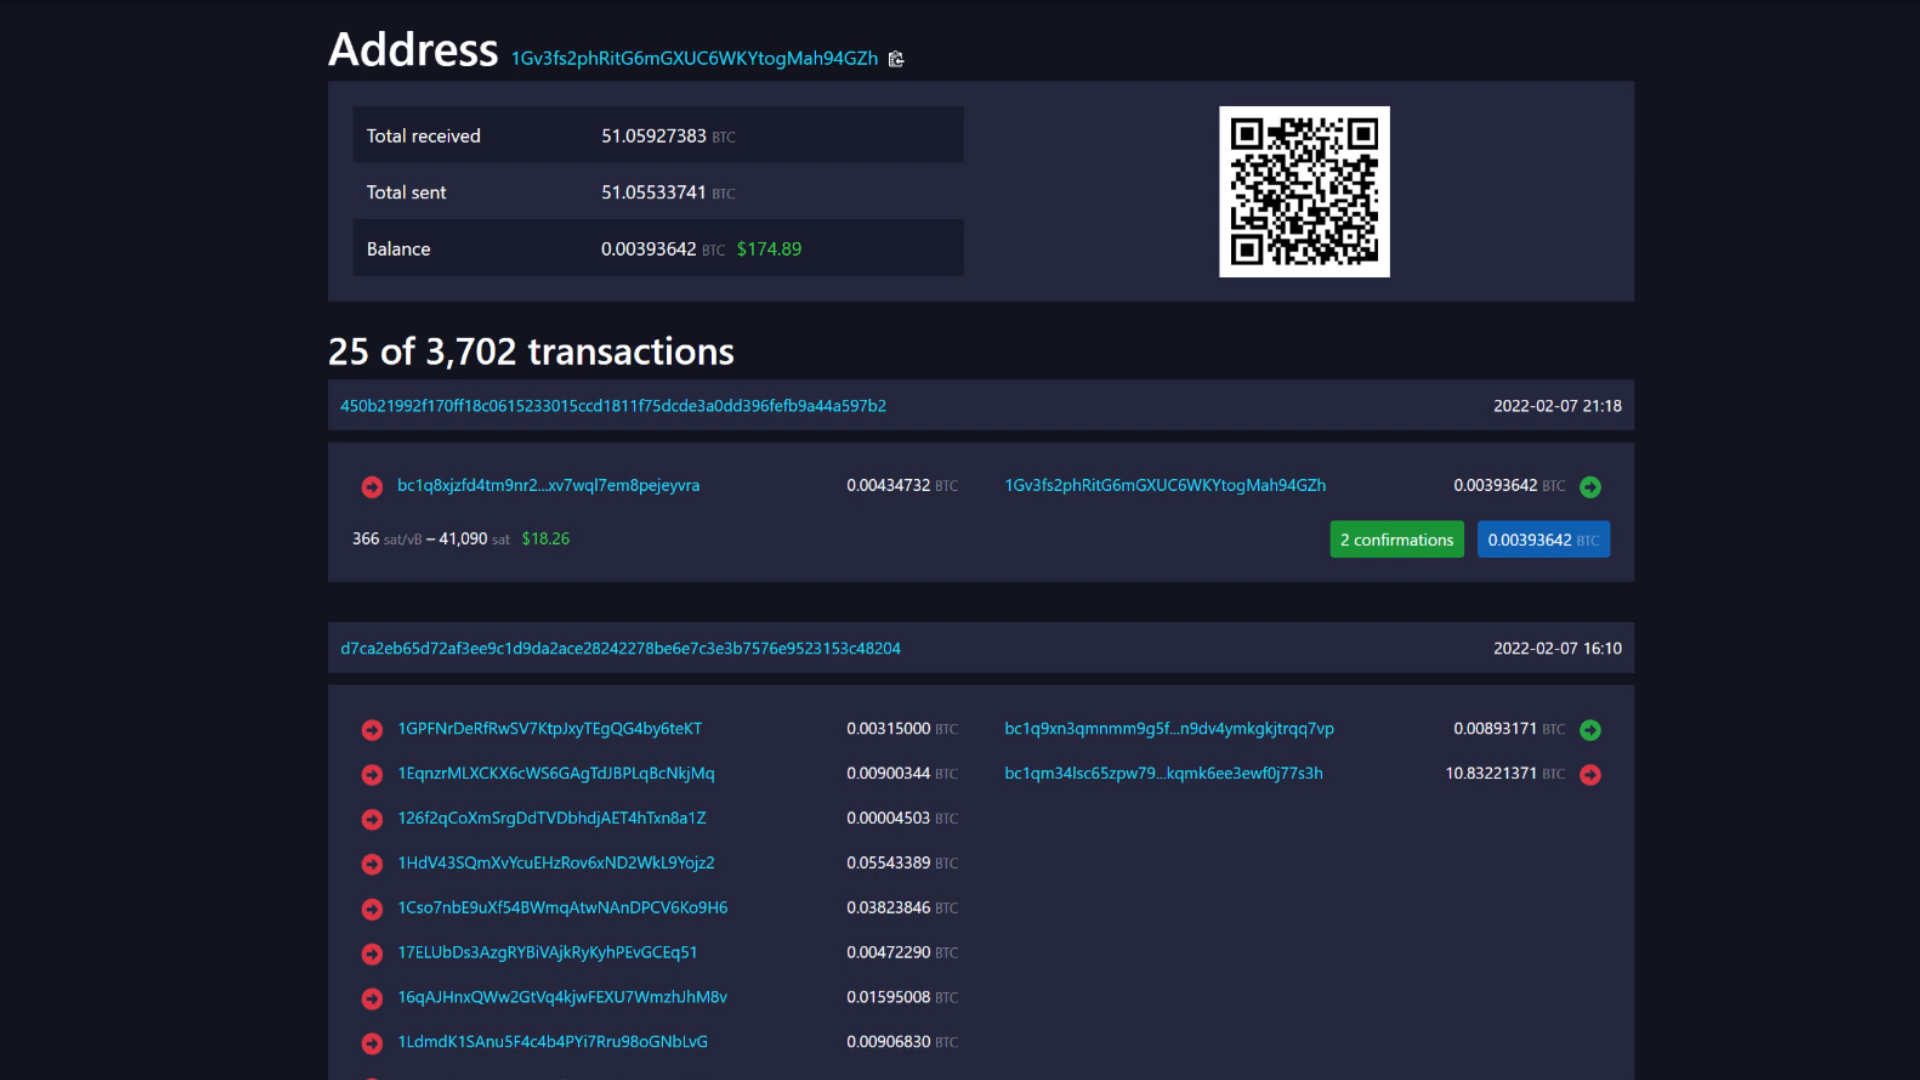 Address 1Gv3fs2phRitG6mGXUC6WKYtogMah94GZh
Total received 51.05927383 BTC
Total sent 51.05533741 BTC
Balance 0.00393642 BTC $174.89
25 of 3,702 transactions
450b21992f170ff18c0615233015ccd1811f75dcde3a0dd396fefb9a44a597b2 2022-02-07 21:18
bc1q8xjzfd4tm9nr2...xv7wql7em8pejeyvra 0.00434732 BTC 1Gv3fs2phRitG6mGXUC6WKYtogMah94GZh 0.00393642 BTC
366 sat/vB – 41,090 sat $18.26 2 confirmations 0.00393642 BTC
d7ca2eb65d72af3ee9c1d9da2ace28242278be6e7c3e3b7576e9523153c48204 2022-02-07 16:10
1GPFNrDeRfRwSV7KtpJxyTEgQG4by6teKT 0.00315000 BTC bc1q9xn3qmnmm9g5f...n9dv4ymkgkjtrqq7vp 0.00893171 BTC
1EqnzrMLXCKX6cWS6GAgTdJBPLqBcNkjMq 0.00900344 BTC bc1qm34lsc65zpw79...kqmk6ee3ewf0j77s3h 10.83221371 BTC
126f2qCoXmSrgDdTVDbhdjAET4hTxn8a1Z 0.00004503 BTC
1HdV43SQmXvYcuEHzRov6xND2WkL9Yojz2 0.05543389 BTC
1Cso7nbE9uXf54BWmqAtwNAnDPCV6Ko9H6 0.03823846 BTC
17ELUbDs3AzgRYBiVAjkRyKyhPEvGCEq51 0.00472290 BTC
16qAJHnxQWw2GtVq4kjwFEXU7WmzhJhM8v 0.01595008 BTC
1LdmdK1SAnu5F4c4b4PYi7Rru98oGNbLvG 0.00906830 BTC